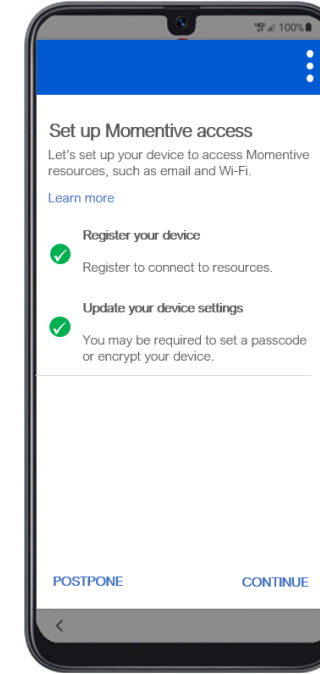 100%
Set up Momentive access
Let's set up your device to access Momentive
resources, such as email and Wi-Fi.
Learn more
Register your device
Register to connect to resources.
Update your device settings
You may be required to set a passcode
or encrypt your device.
POSTPONE
CONTINUE